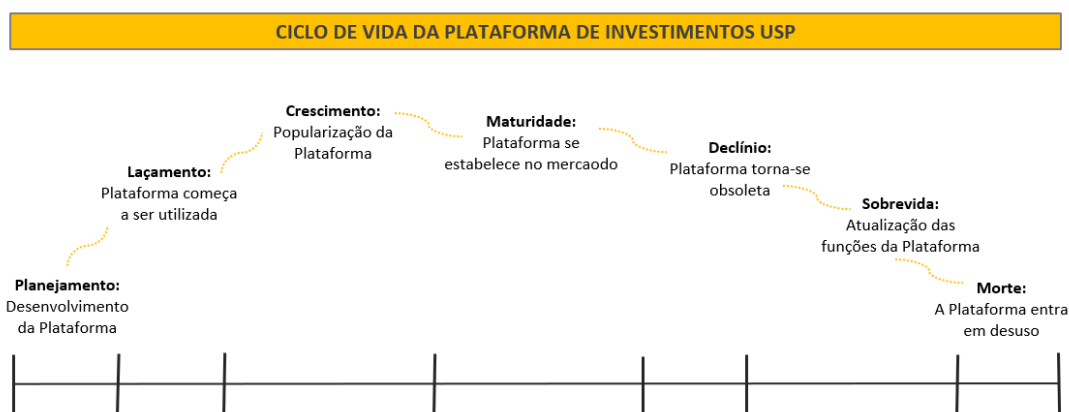 CICLO DE VIDA DA PLATAFORMA DE INVESTIMENTOS USP
Planejamento:
Desenvolvimento
da Plataforma
Laçamento:
Plataforma começa
a ser utilizada
Crescimento:
Popularização da
Plataforma
Maturidade:
Plataforma se
estabelece no mercaodo
Declínio:
Plataforma torna-se
obsoleta
Sobrevida:
Atualização das
funções da Plataforma
Morte:
A Plataforma entra
em desuso